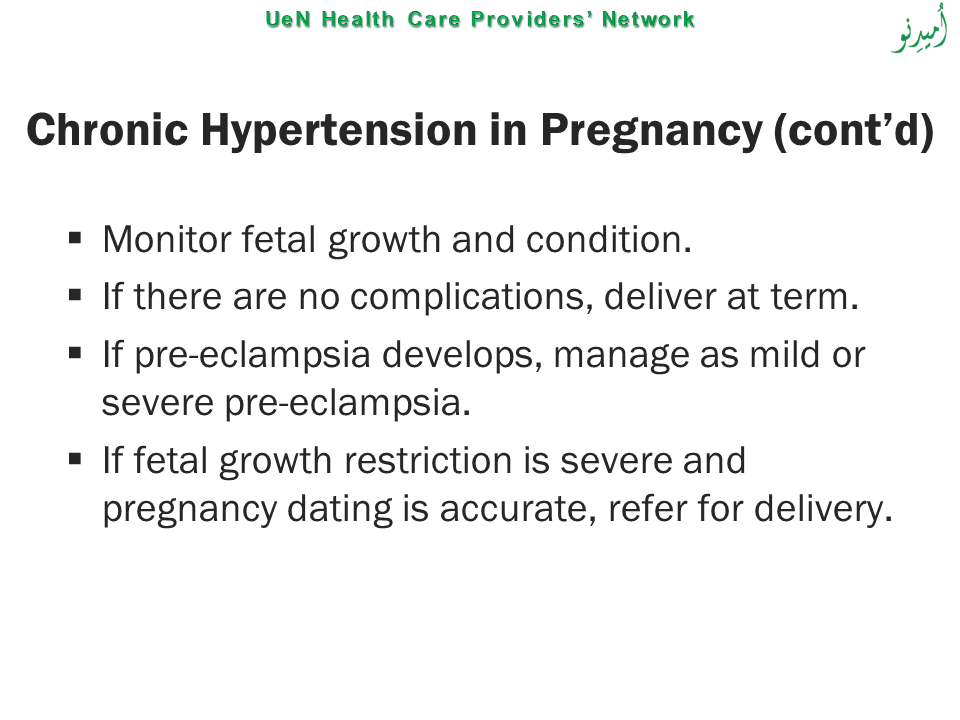 UeN Health Care Providers’ Network
اُمیدِنو
Chronic Hypertension in Pregnancy (cont’d)
▪ Monitor fetal growth and condition.
▪ If there are no complications, deliver at term.
▪ If pre-eclampsia develops, manage as mild or
severe pre-eclampsia.
▪ If fetal growth restriction is severe and
pregnancy dating is accurate, refer for delivery.